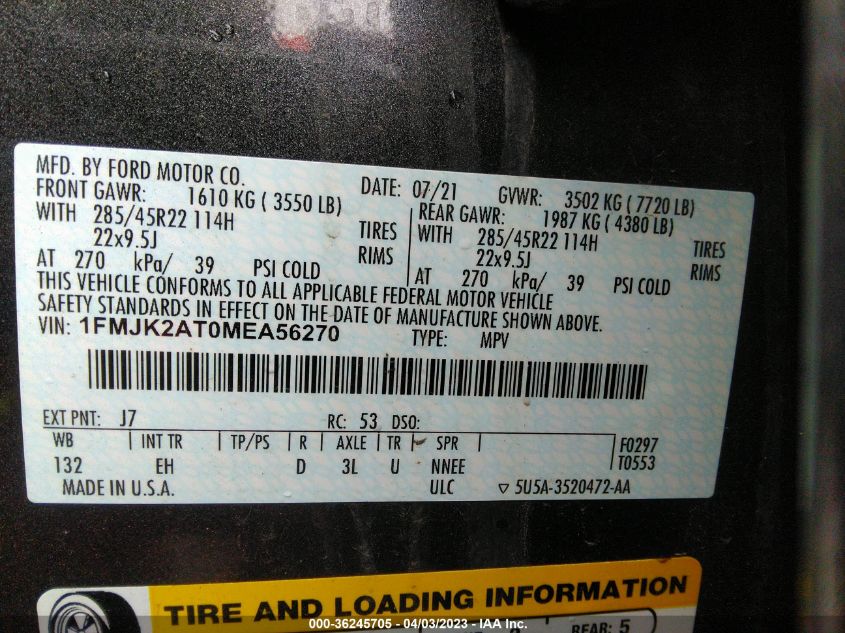 MFD. BY FORD MOTOR CO.
DATE: 07/21 GVWR: 3502 KG ( 7720 LB)
FRONT GAWR: 1610 KG ( 3550 LB)
WITH 285/45R22 114H TIRES
22x9.5J RIMS
AT 270 kPa/ 39 PSI COLD
REAR GAWR: 1987 KG ( 4380 LB)
WITH 285/45R22 114H TIRES
22x9.5J RIMS
AT 270 kPa/ 39 PSI COLD
THIS VEHICLE CONFORMS TO ALL APPLICABLE FEDERAL MOTOR VEHICLE
SAFETY STANDARDS IN EFFECT ON THE DATE OF MANUFACTURE SHOWN ABOVE.
VIN: 1FMJK2AT0MEA56270 TYPE: MPV
EXT PNT: J7 RC: 53 DSO:
WB INT TR TP/PS R AXLE TR SPR F0297
132 EH D 3L U NNEE T0553
MADE IN U.S.A. ULC ▽ 5U5A-3520472-AA
TIRE AND LOADING INFORMATION
REAR: 5
000-36245705 - 04/03/2023 - IAA Inc.